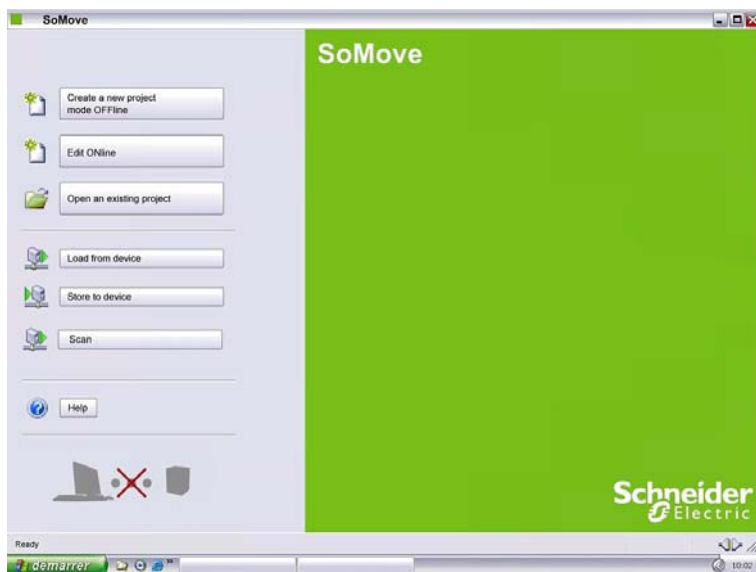 SoMove
SoMove
Create a new project
mode OFFline
Edit ONline
Open an existing project
Load from device
Store to device
Scan
Help
Schneider
Electric
Ready
démarrer
10:02